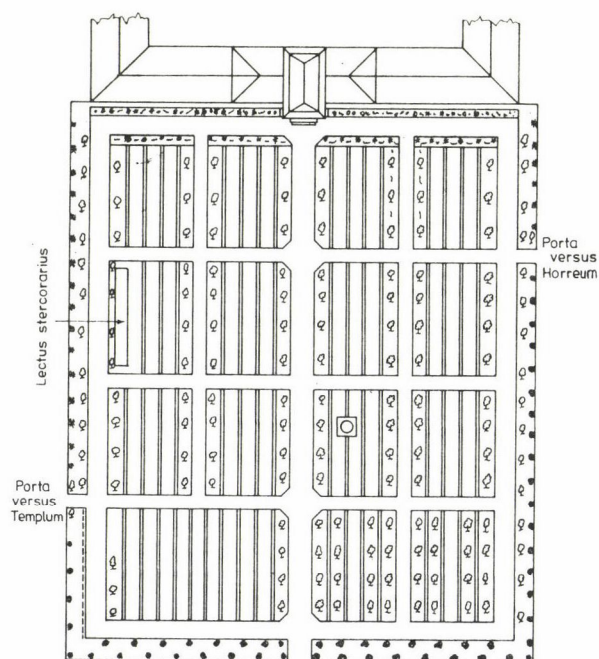 Porta
versus
Horreum
Lectus stercorarius
Porta
versus
Templum